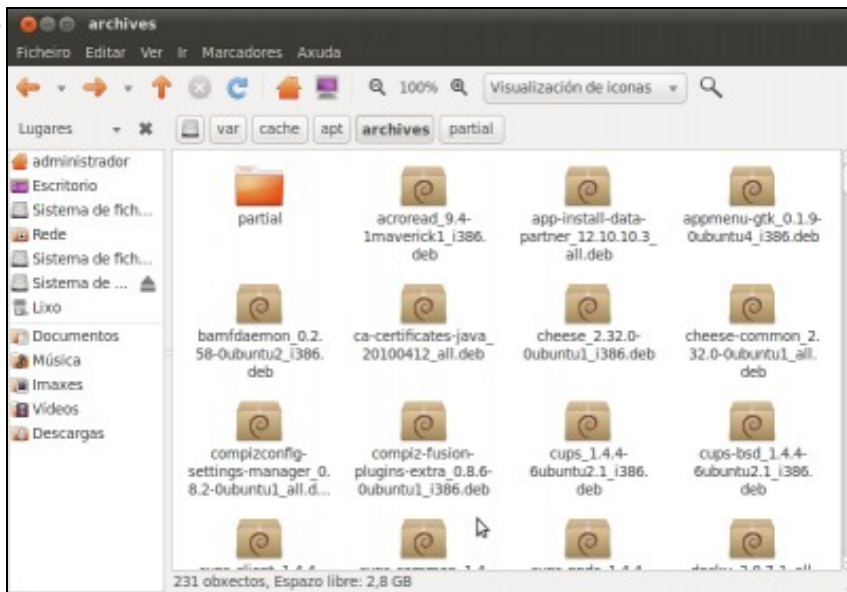 archives
Ficheiro Editar Ver Ir Marcadores Axuda
100% Visualización de iconas
Lugares var cache apt archives partial
administrador
Escritorio
Sistema de fich...
Rede
Sistema de fich...
Sistema de ...
Lixo
Documentos
Música
Imaxes
Vídeos
Descargas
partial
acroread_9.4-
1maverick1_i386.
deb
app-install-data-
partner_12.10.10.3_
all.deb
appmenu-gtk_0.1.9-
0ubuntu4_i386.deb
bamfdaemon_0.2.
58-0ubuntu2_i386.
deb
ca-certificates-java_
20100412_all.deb
cheese_2.32.0-
0ubuntu1_i386.deb
cheese-common_2.
32.0-0ubuntu1_all.
deb
compizconfig-
settings-manager_0.
8.2-0ubuntu1_all.d...
compiz-fusion-
plugins-extra_0.8.6-
0ubuntu1_i386.deb
cups_1.4.4-
6ubuntu2.1_i386.
deb
cups-bsd_1.4.4-
6ubuntu2.1_i386.
deb
231 obxectos, Espazo libre: 2,8 GB